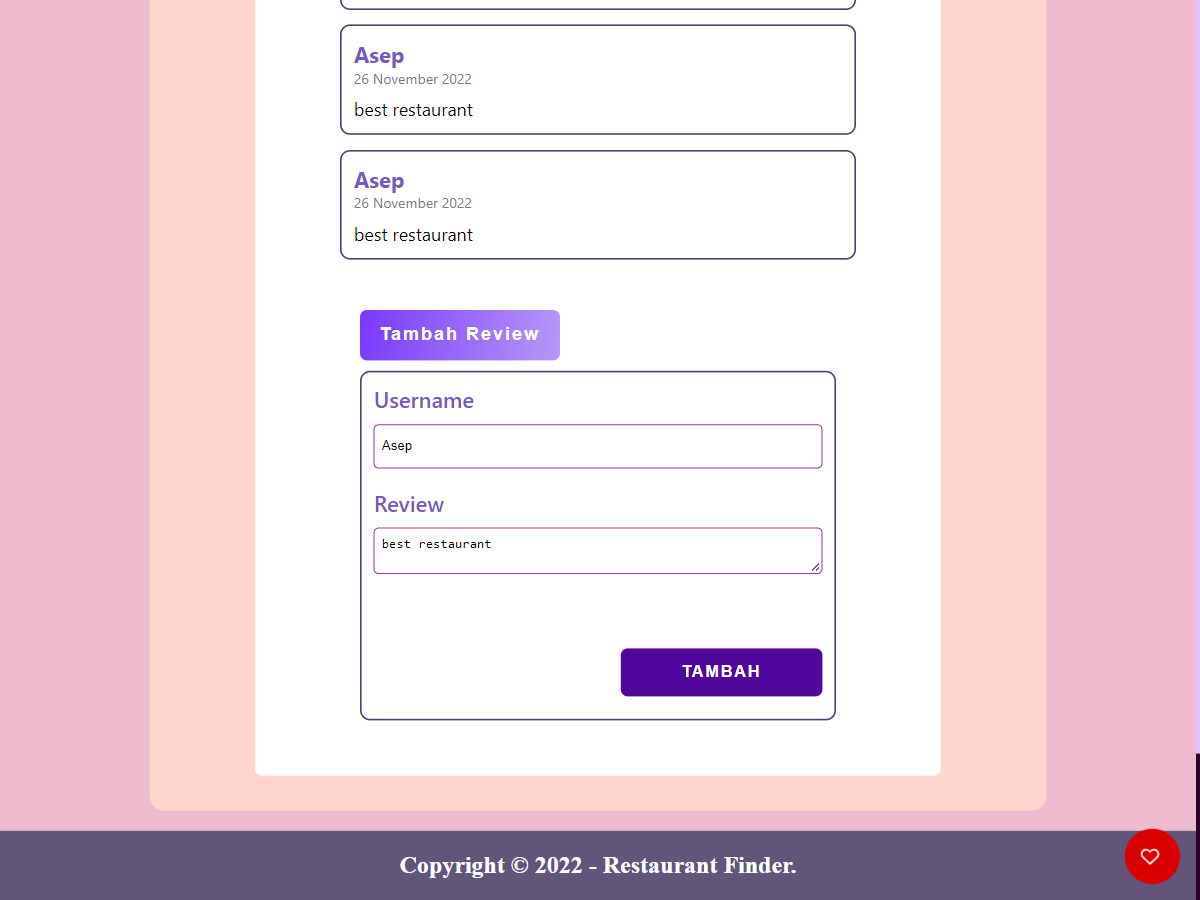 Asep
26 November 2022
best restaurant
Asep
26 November 2022
best restaurant
Tambah Review
Username
Asep
Review
best restaurant
TAMBAH
Copyright © 2022 - Restaurant Finder.